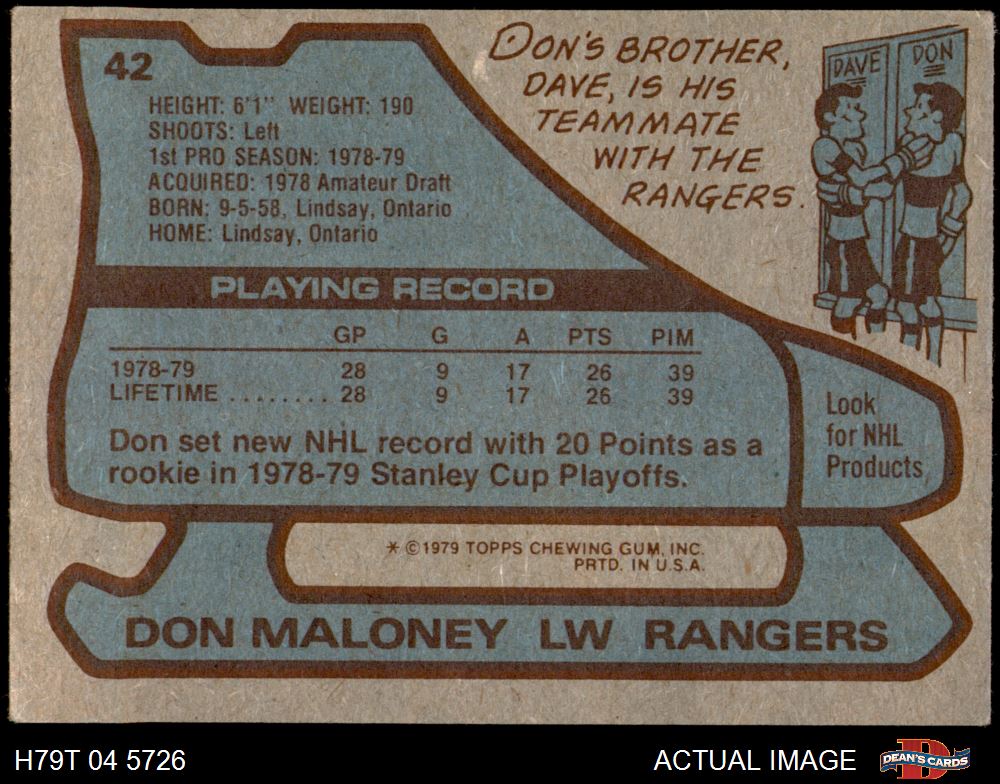 42
HEIGHT: 6'1" WEIGHT: 190
SHOOTS: Left
1st PRO SEASON: 1978-79
ACQUIRED: 1978 Amateur Draft
BORN: 9-5-58, Lindsay, Ontario
HOME: Lindsay, Ontario
DON'S BROTHER,
DAVE, IS HIS
TEAMMATE
WITH THE
RANGERS.
DAVE
DON
PLAYING RECORD
GP G A PTS PIM
1978-79 28 9 17 26 39
LIFETIME ........ 28 9 17 26 39
Don set new NHL record with 20 Points as a
rookie in 1978-79 Stanley Cup Playoffs.
Look
for NHL
Products
* ©1979 TOPPS CHEWING GUM, INC.
PRTD. IN U.S.A.
DON MALONEY LW RANGERS
H79T 04 5726
ACTUAL IMAGE
D
DEAN'S CARDS